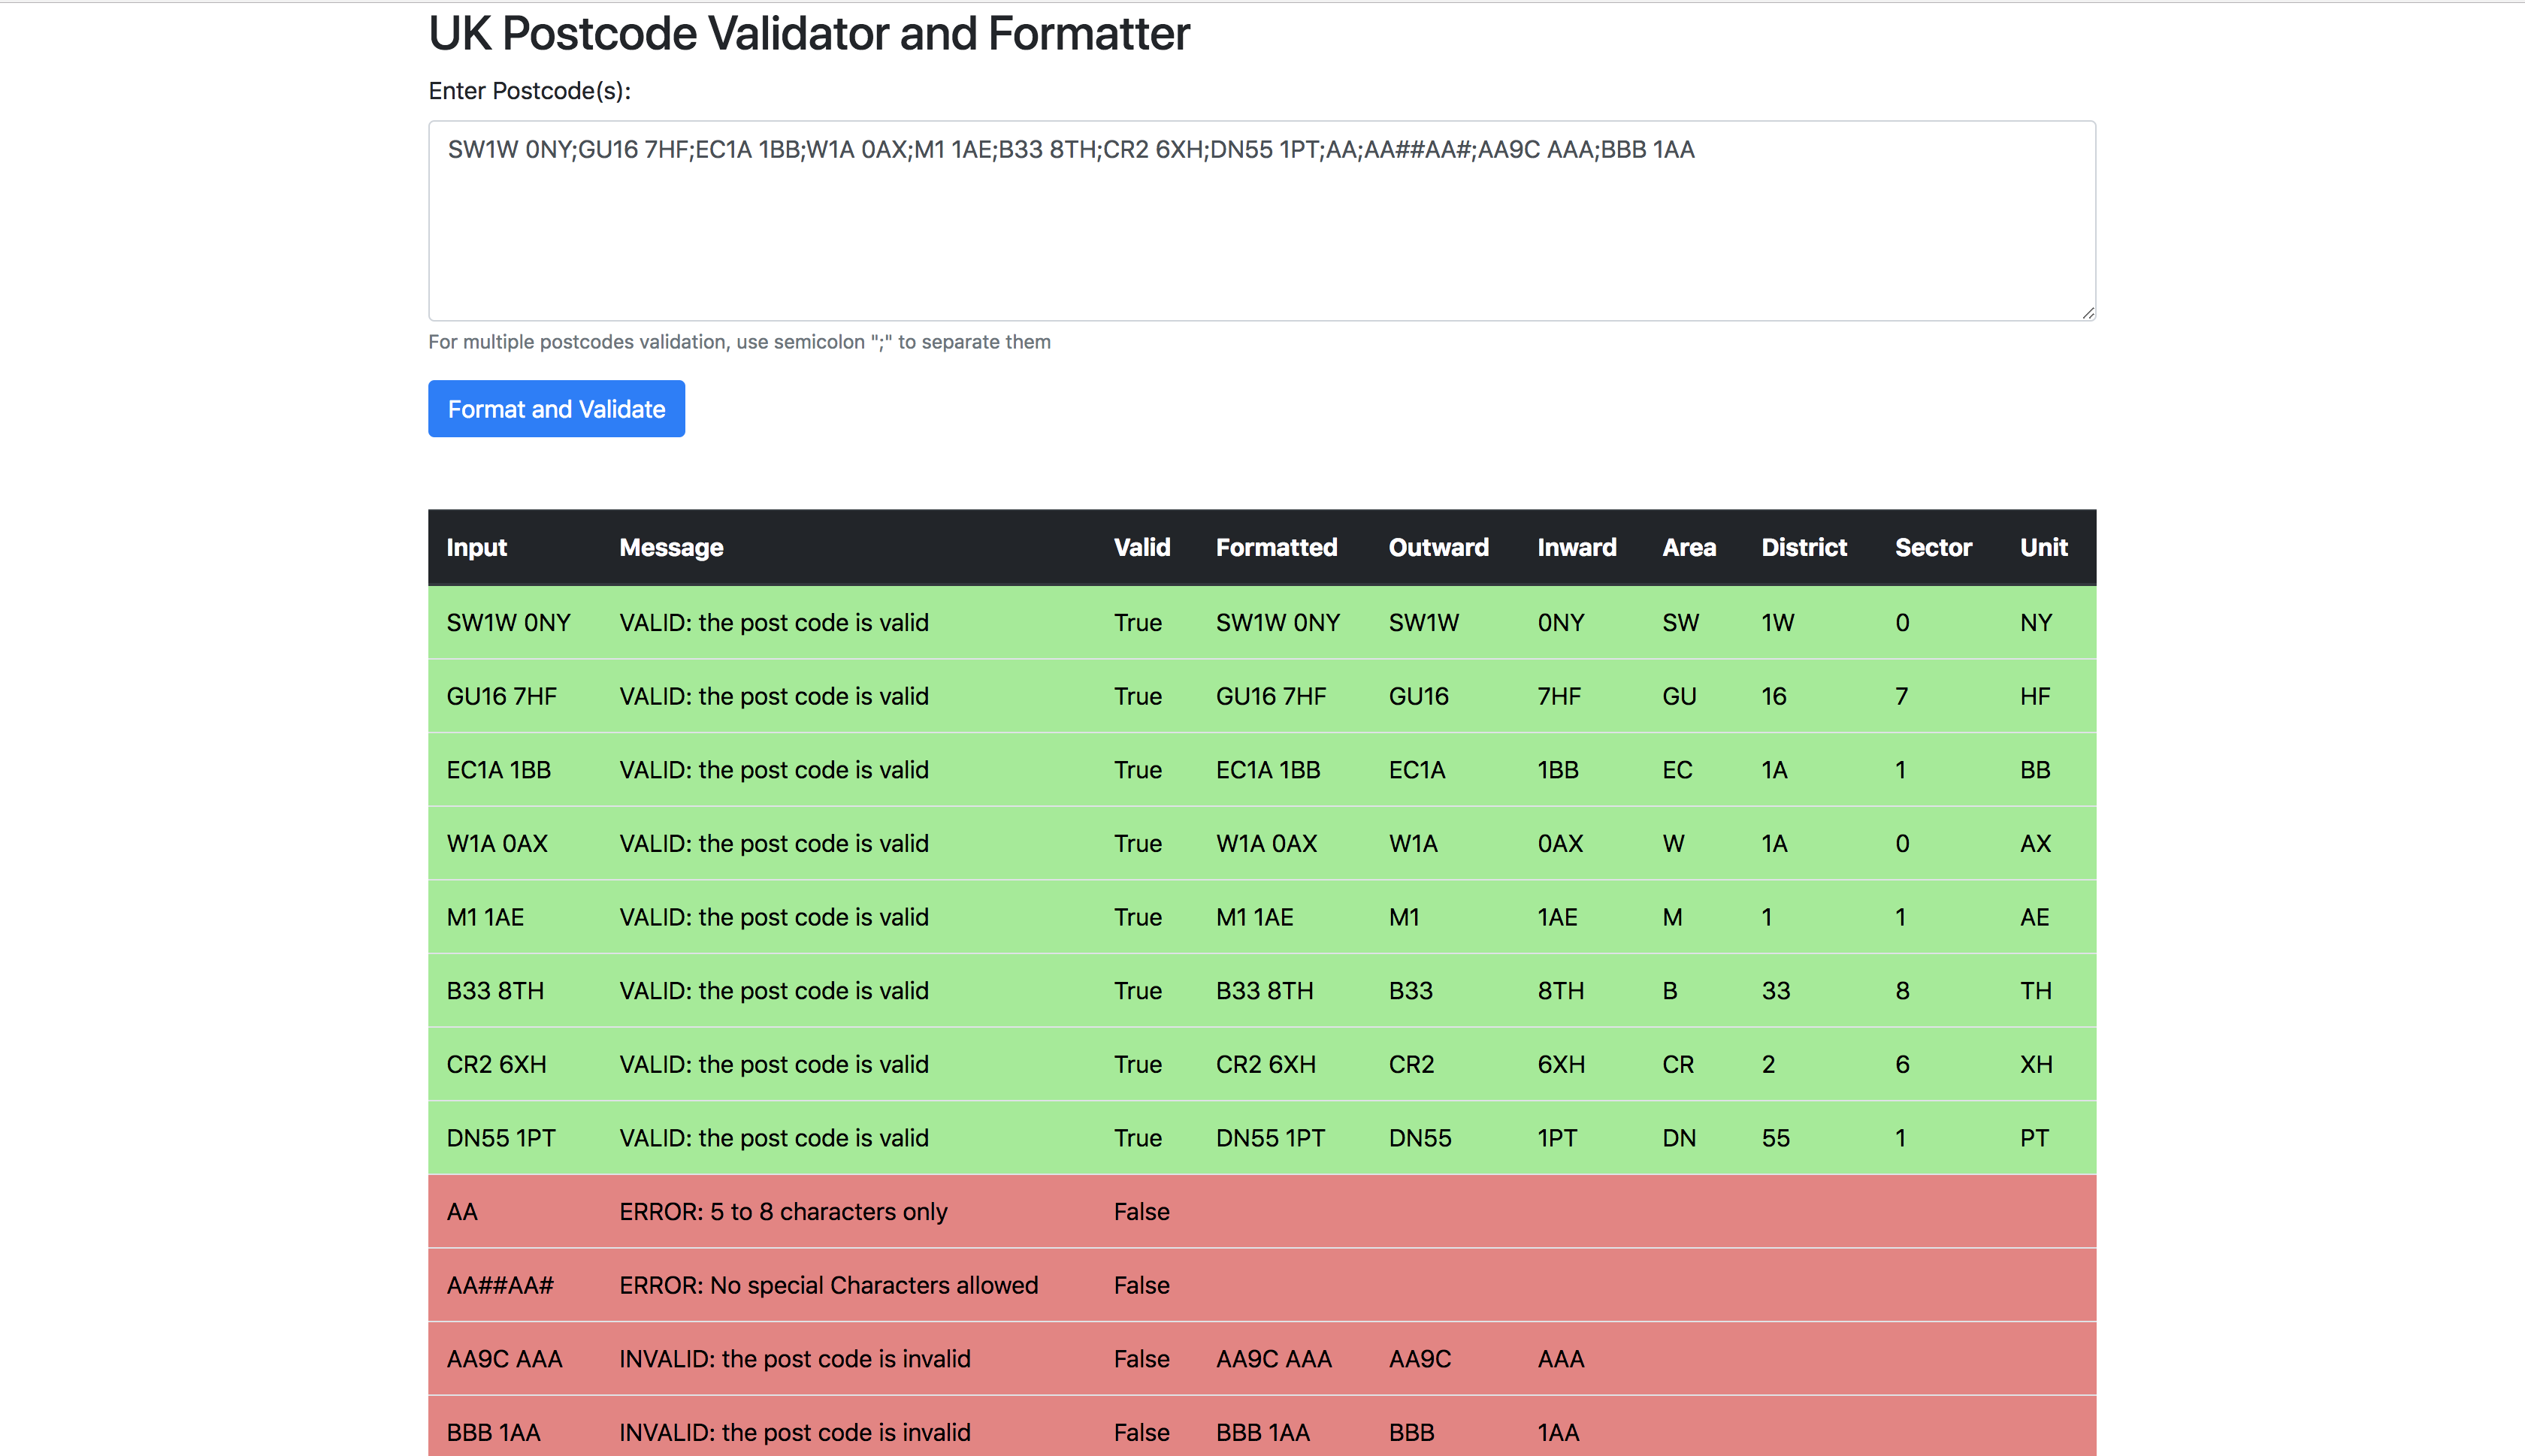 UK Postcode Validator and Formatter
Enter Postcode(s):
SW1W 0NY;GU16 7HF;EC1A 1BB;W1A 0AX;M1 1AE;B33 8TH;CR2 6XH;DN55 1PT;AA;AA##AA#;AA9C AAA;BBB 1AA
For multiple postcodes validation, use semicolon ";" to separate them
Format and Validate
Input Message Valid Formatted Outward Inward Area District Sector Unit
SW1W 0NY VALID: the post code is valid True SW1W 0NY SW1W 0NY SW 1W 0 NY
GU16 7HF VALID: the post code is valid True GU16 7HF GU16 7HF GU 16 7 HF
EC1A 1BB VALID: the post code is valid True EC1A 1BB EC1A 1BB EC 1A 1 BB
W1A 0AX VALID: the post code is valid True W1A 0AX W1A 0AX W 1A 0 AX
M1 1AE VALID: the post code is valid True M1 1AE M1 1AE M 1 1 AE
B33 8TH VALID: the post code is valid True B33 8TH B33 8TH B 33 8 TH
CR2 6XH VALID: the post code is valid True CR2 6XH CR2 6XH CR 2 6 XH
DN55 1PT VALID: the post code is valid True DN55 1PT DN55 1PT DN 55 1 PT
AA ERROR: 5 to 8 characters only False
AA##AA# ERROR: No special Characters allowed False
AA9C AAA INVALID: the post code is invalid False AA9C AAA AA9C AAA
BBB 1AA INVALID: the post code is invalid False BBB 1AA BBB 1AA